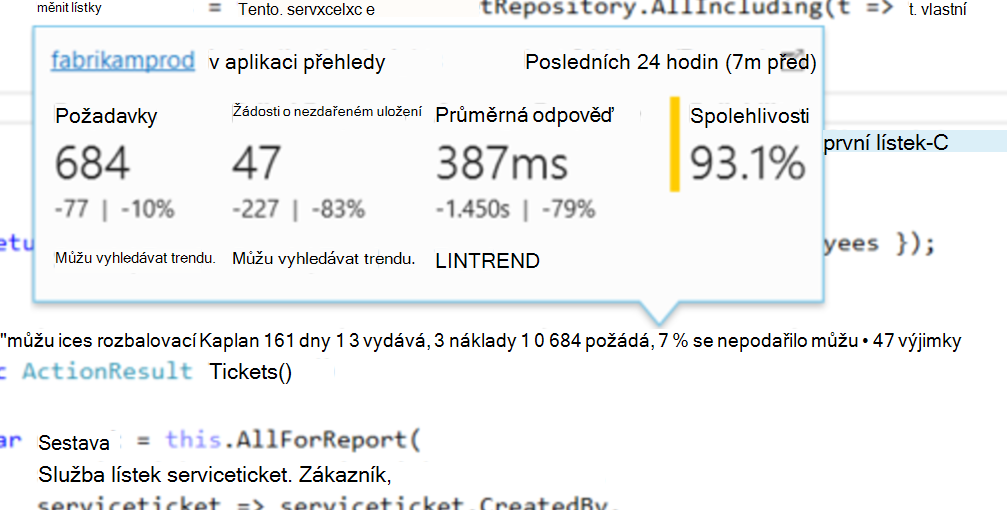 měnit lístky = Tento. servxcelxc e tRepository.AllIncluding(t => t. vlastní
fabrikamprod v aplikaci přehledy Posledních 24 hodin (7m před)
Požadavky Žádosti o nezdařeném uložení Průměrná odpověď Spolehlivosti
první lístek-C
684 47 387ms 93.1%
-77 | -10% -227 | -83% -1.450s | -79%
etu yees });
Můžu vyhledávat trendu. Můžu vyhledávat trendu. LINTREND
"můžu ices rozbalovací Kaplan 161 dny 1 3 vydává, 3 náklady 1 0 684 požádá, 7 % se nepodařilo můžu • 47 výjimky
c ActionResult Tickets()
ar Sestava = this.AllForReport(
Služba lístek serviceticket. Zákazník,
serviceticket => serviceticket.CreatedBy,